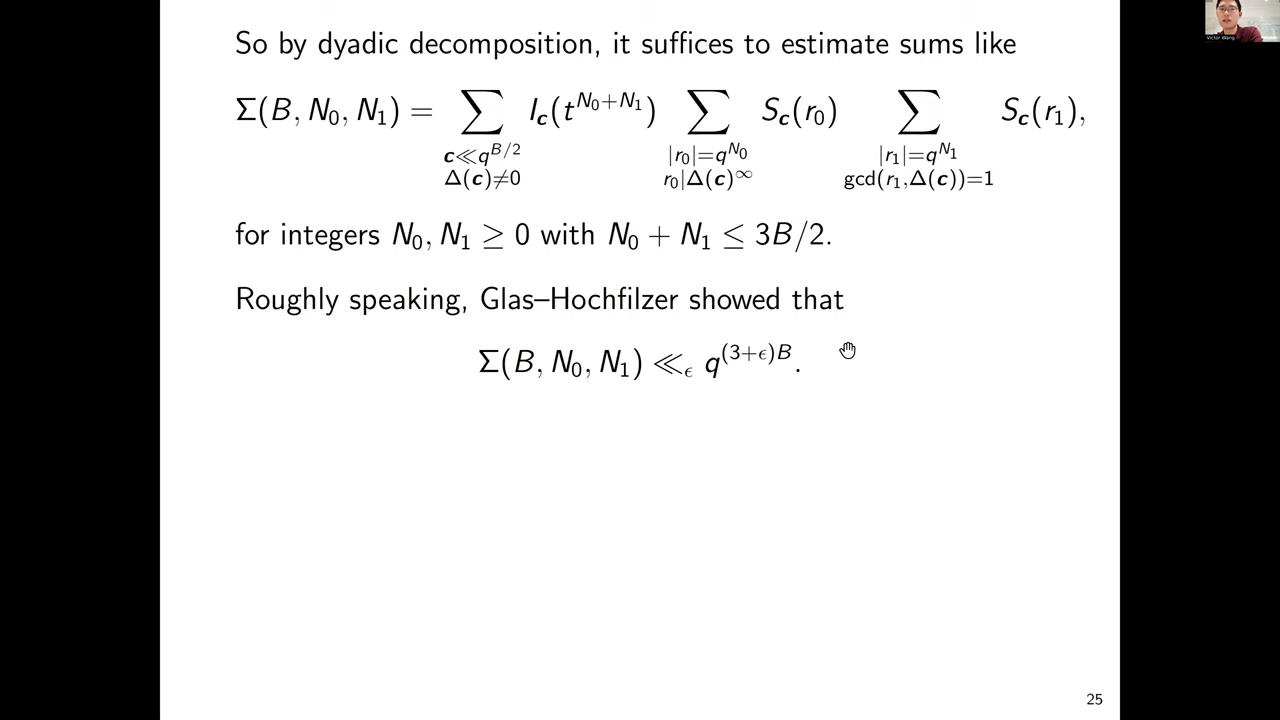 So by dyadic decomposition, it suffices to estimate sums like
Σ(B, N₀, N₁) = ∑ I_𝒄(t^{N₀+N₁}) ∑ S_𝒄(r₀) ∑ S_𝒄(r₁),
𝒄≪q^{B/2} |r₀|=q^{N₀} |r₁|=q^{N₁}
Δ(𝒄)≠0 r₀|Δ(𝒄)^∞ gcd(r₁,Δ(𝒄))=1
for integers N₀, N₁ ≥ 0 with N₀ + N₁ ≤ 3B/2.
Roughly speaking, Glas–Hochfilzer showed that
Σ(B, N₀, N₁) ≪_ϵ q^{(3+ϵ)B}.
25
Victor Wang